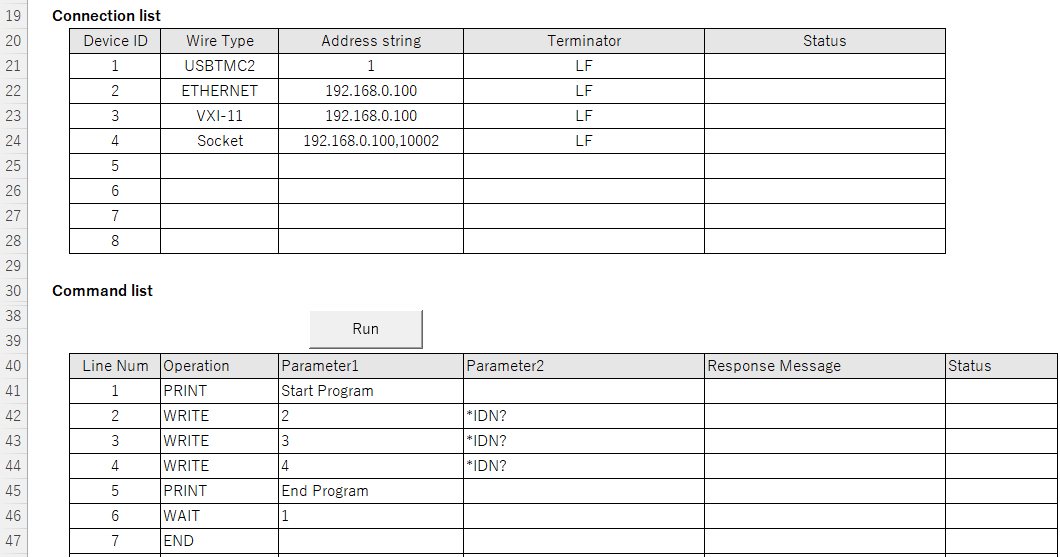 19 Connection list
20 Device ID Wire Type Address string Terminator Status
21 1 USBTMC2 1 LF
22 2 ETHERNET 192.168.0.100 LF
23 3 VXI-11 192.168.0.100 LF
24 4 Socket 192.168.0.100,10002 LF
25 5
26 6
27 7
28 8
29
30 Command list
38
Run
39
40 Line Num Operation Parameter1 Parameter2 Response Message Status
41 1 PRINT Start Program
42 2 WRITE 2 *IDN?
43 3 WRITE 3 *IDN?
44 4 WRITE 4 *IDN?
45 5 PRINT End Program
46 6 WAIT 1
47 7 END